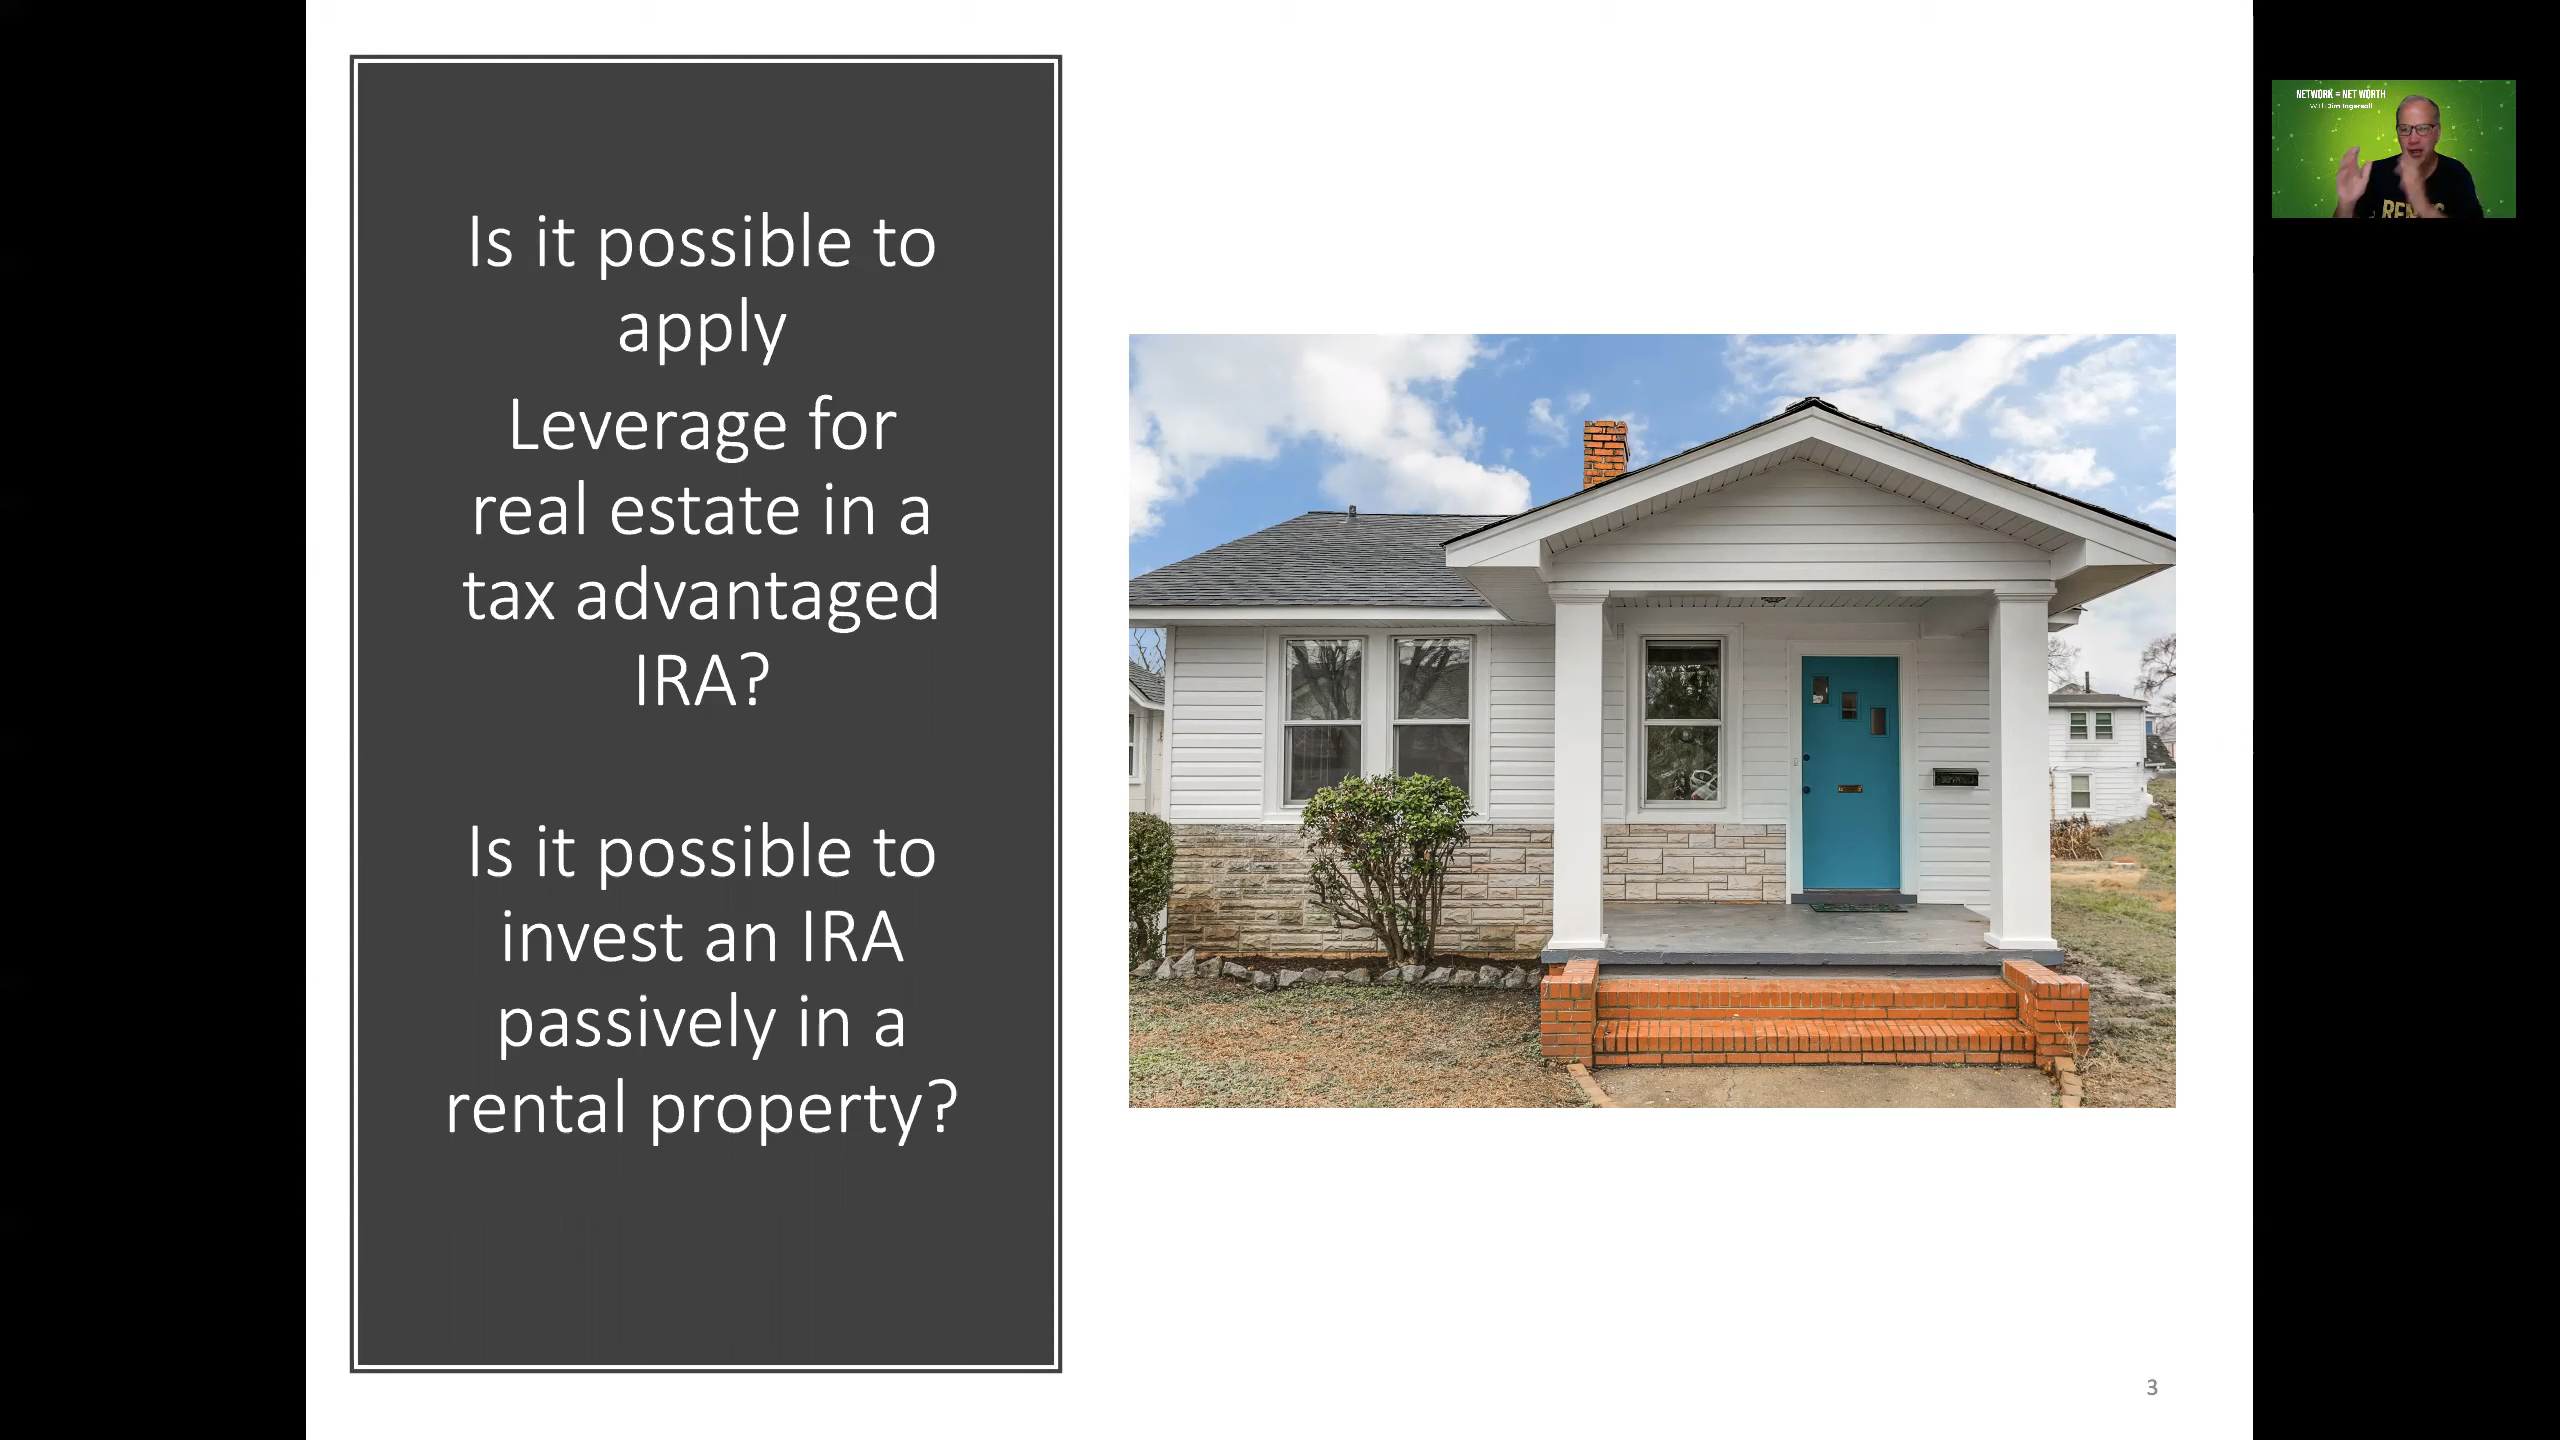 Is it possible to
apply
Leverage for
real estate in a
tax advantaged
IRA?
Is it possible to
invest an IRA
passively in a
rental property?
NETWORK = NET WORTH
With Jim Ingersoll
3